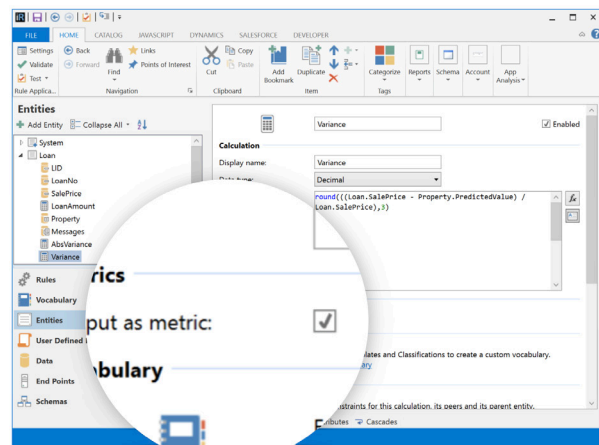 FILE HOME CATALOG JAVASCRIPT DYNAMICS SALESFORCE DEVELOPER
Settings Back Links Copy
Validate Forward Points of Interest Paste
Test Find Cut Add Bookmark Duplicate Categorize Reports Schema Account App Analysis
Rule Applica... Navigation Clipboard Item Tags
Entities
Add Entity Collapse All
Variance Enabled
System
Calculation
Loan
LID
Display name: Variance
LoanNo
Decimal
SalePrice
LoanAmount
round(((Loan.SalePrice - Property.PredictedValue) /
Loan.SalePrice),3)
Property
Messages
AbsVariance
Variance
rics
Rules
Vocabulary
put as metric:
Entities
User Defined
bulary
lates and Classifications to create a custom vocabulary.
Data
End Points
Schemas
straints for this calculation, its peers and its parent entity.
ributes Cascades